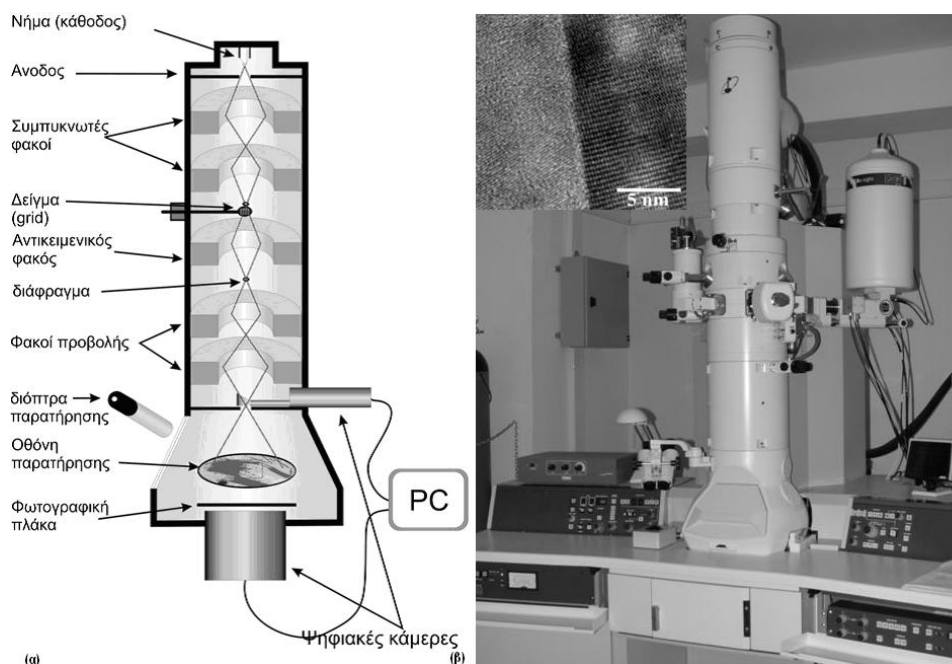 Νήμα (κάθοδος)
Ανοδος
Συμπυκνωτές
φακοί
Δείγμα
(grid)
Αντικειμενικός
φακός
διάφραγμα
Φακοί προβολής
διόπτρα
παρατήρησης
Οθόνη
παρατήρησης
Φωτογραφική
πλάκα
PC
Ψηφιακές κάμερες
(α)
5 nm
(β)